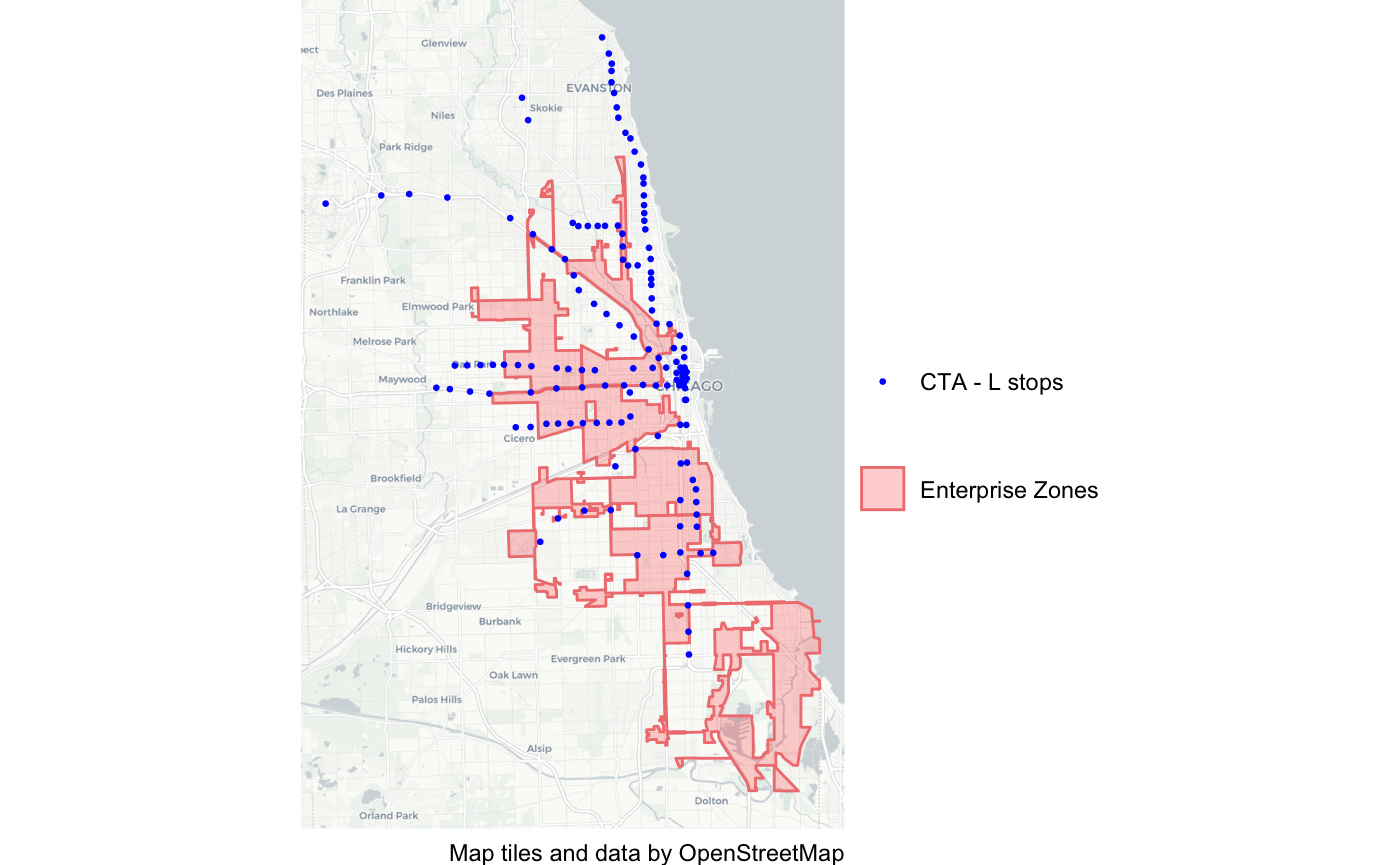 Glenview
ect
EVANSTON
Des Plaines
Skokie
Niles
Park Ridge
Franklin Park
Elmwood Park
Northlake
Melrose Park
Oak Park
Maywood
CHICAGO
CTA - L stops
Cicero
Brookfield
Enterprise Zones
La Grange
Bridgeview
Burbank
Hickory Hills
Evergreen Park
Oak Lawn
Palos Hills
Alsip
Dolton
Orland Park
Map tiles and data by OpenStreetMap